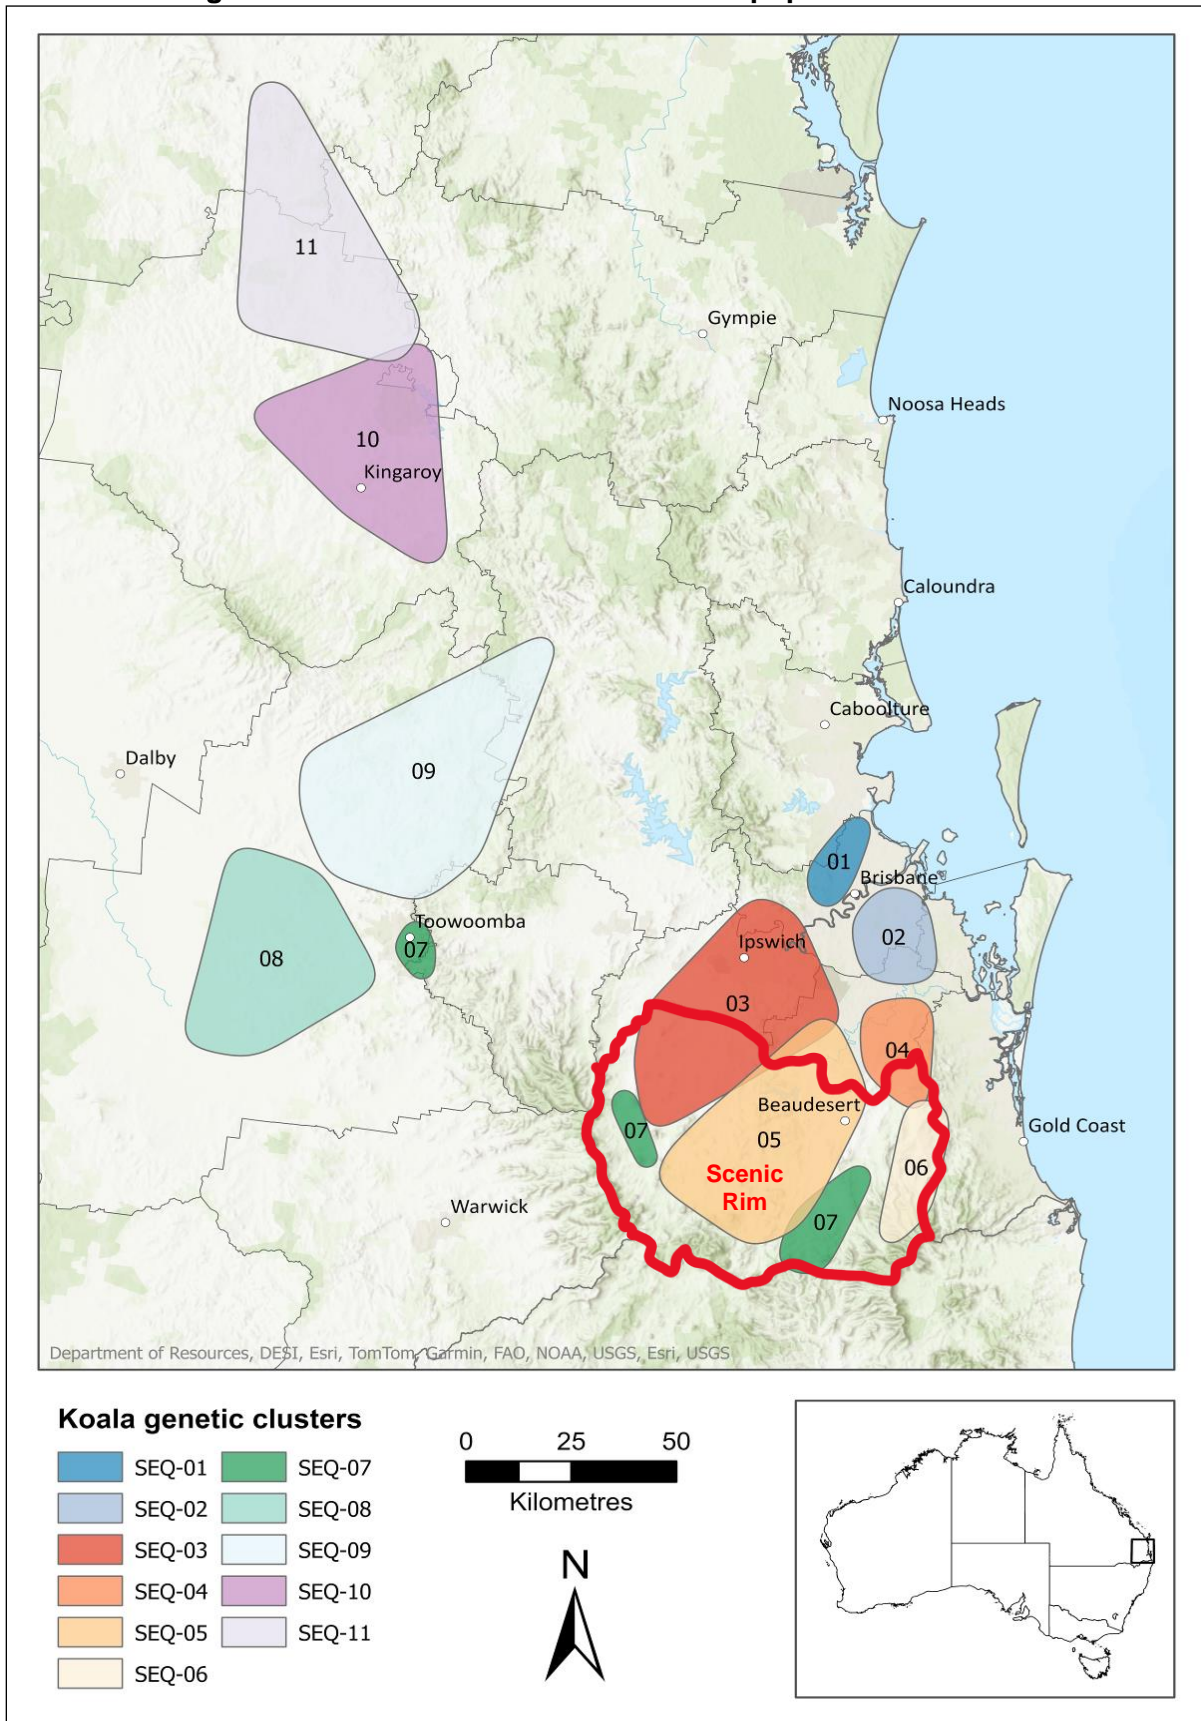 11
Gympie
Noosa Heads
10
Kingaroy
Caloundra
Caboolture
Dalby
09
01
Brisbane
Toowoomba
07
02
Ipswich
08
03
04
Beaudesert
Gold Coast
07
05
06
Scenic
Rim
Warwick
07
Department of Resources, DESI, Esri, TomTom, Garmin, FAO, NOAA, USGS, Esri, USGS
Koala genetic clusters
SEQ-01
SEQ-02
SEQ-03
SEQ-04
SEQ-05
SEQ-06
SEQ-07
SEQ-08
SEQ-09
SEQ-10
SEQ-11
0 25 50
Kilometres
N